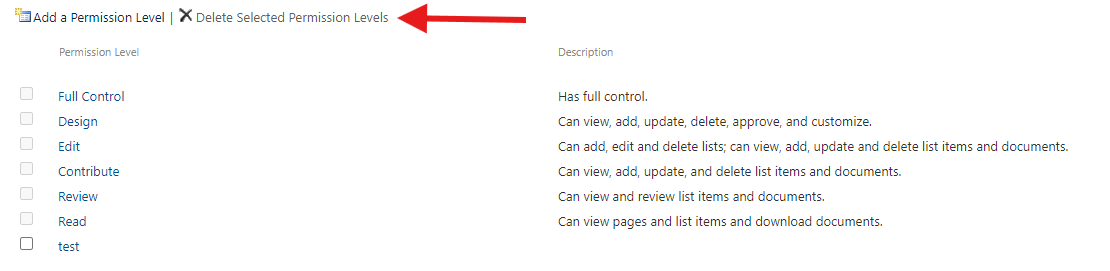 Add a Permission Level | Delete Selected Permission Levels
Permission Level Description
Full Control Has full control.
Design Can view, add, update, delete, approve, and customize.
Edit Can add, edit and delete lists; can view, add, update and delete list items and documents.
Contribute Can view, add, update, and delete list items and documents.
Review Can view and review list items and documents.
Read Can view pages and list items and download documents.
test